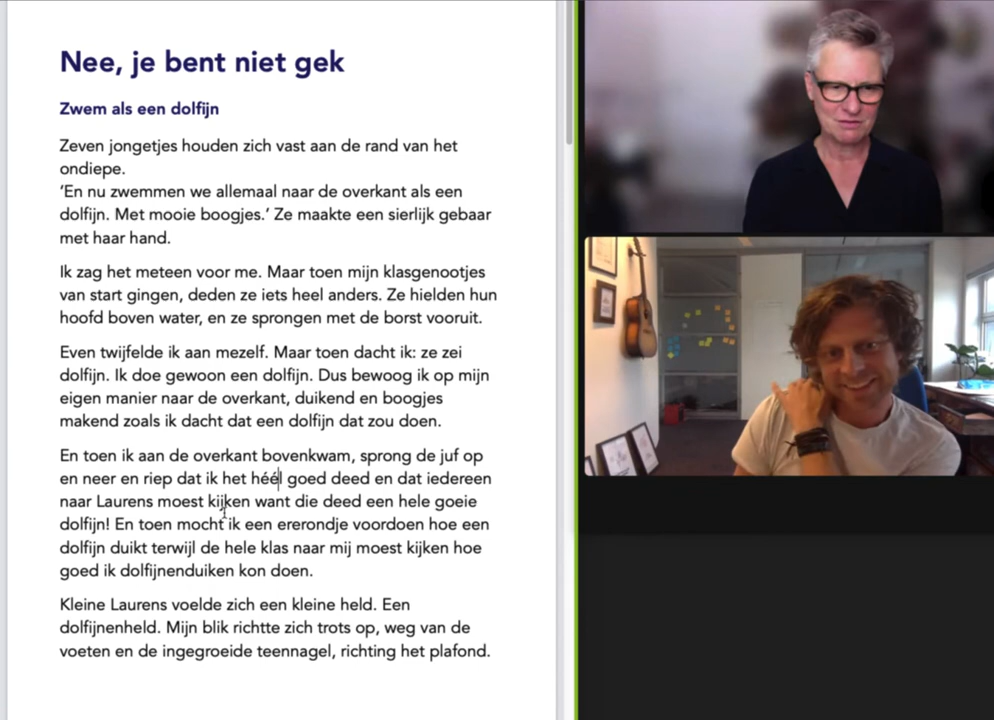 Nee, je bent niet gek
Zwem als een dolfijn
Zeven jongetjes houden zich vast aan de rand van het
ondiepe.
‘En nu zwemmen we allemaal naar de overkant als een
dolfijn. Met mooie boogjes.’ Ze maakte een sierlijk gebaar
met haar hand.
Ik zag het meteen voor me. Maar toen mijn klasgenootjes
van start gingen, deden ze iets heel anders. Ze hielden hun
hoofd boven water, en ze sprongen met de borst vooruit.
Even twijfelde ik aan mezelf. Maar toen dacht ik: ze zei
dolfijn. Ik doe gewoon een dolfijn. Dus bewoog ik op mijn
eigen manier naar de overkant, duikend en boogjes
makend zoals ik dacht dat een dolfijn dat zou doen.
En toen ik aan de overkant bovenkwam, sprong de juf op
en neer en riep dat ik het héél goed deed en dat iedereen
naar Laurens moest kijken want die deed een hele goeie
dolfijn! En toen mocht ik een ererondje voordoen hoe een
dolfijn duikt terwijl de hele klas naar mij moest kijken hoe
goed ik dolfijnenduiken kon doen.
Kleine Laurens voelde zich een kleine held. Een
dolfijnenheld. Mijn blik richtte zich trots op, weg van de
voeten en de ingegroeide teennagel, richting het plafond.